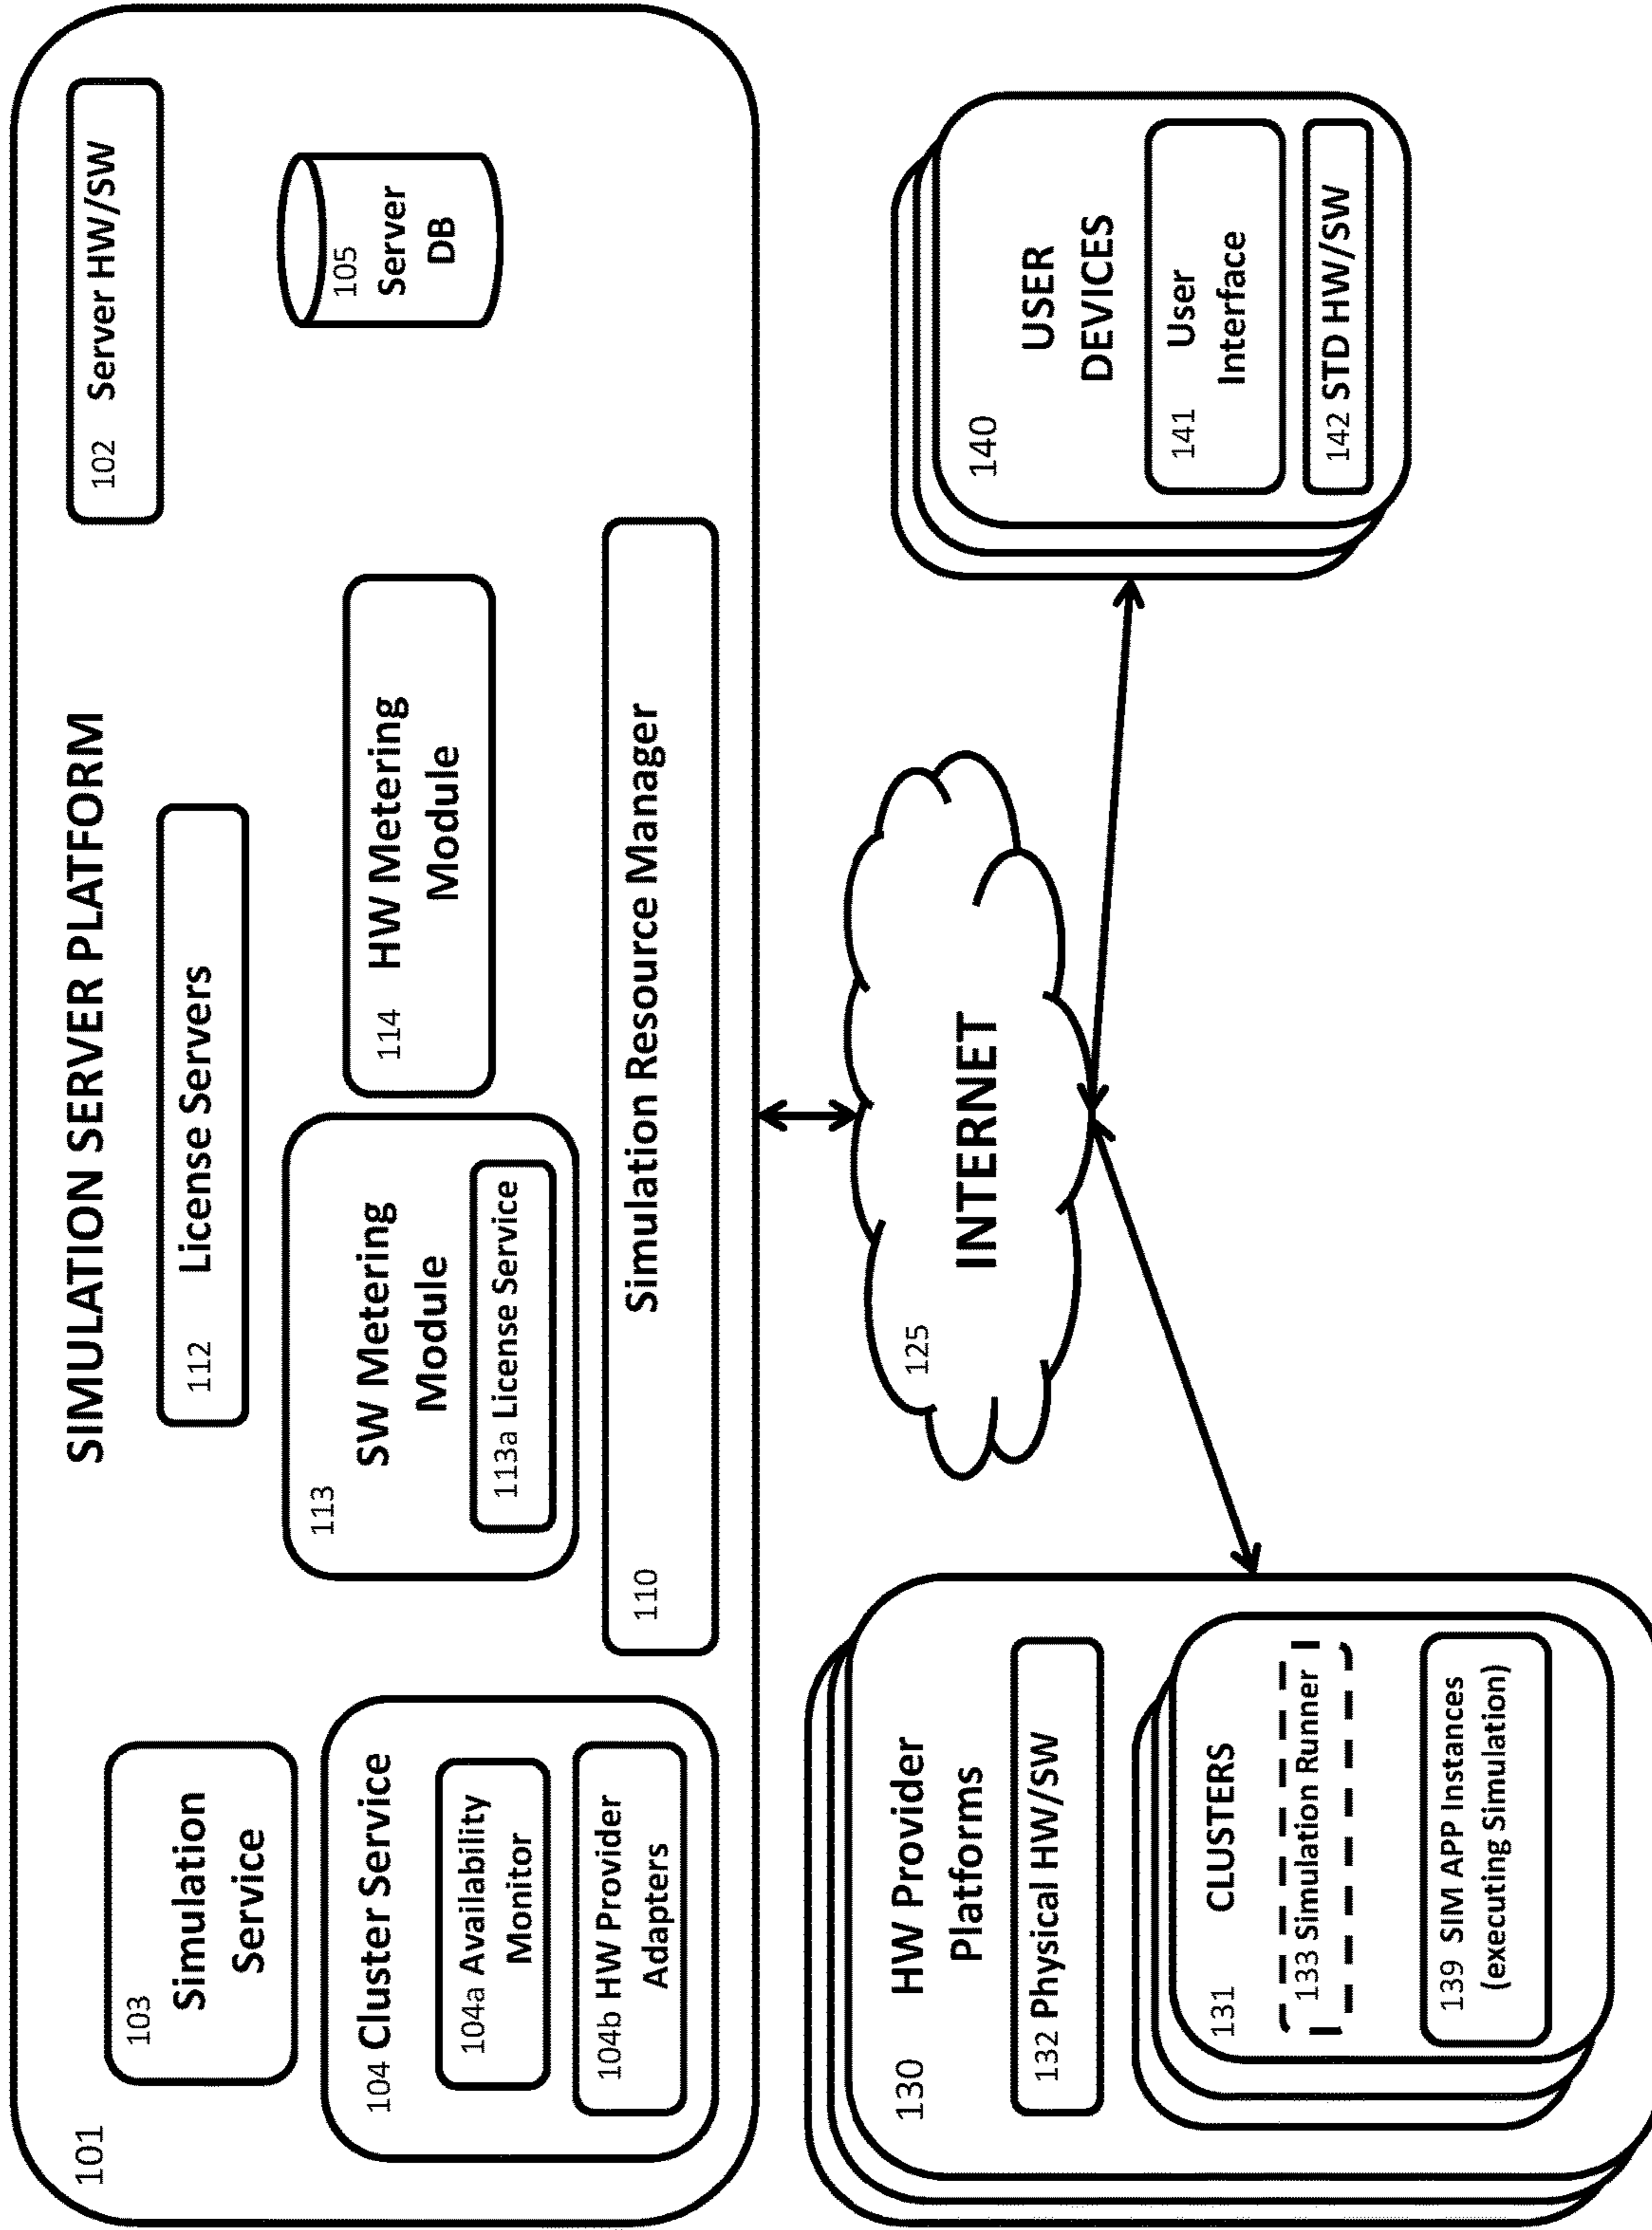 101
SIMULATION SERVER PLATFORM
103
Simulation
Service
112 License Servers
102 Server HW/SW
104 Cluster Service
104a Availability
Monitor
104b HW Provider
Adapters
113
SW Metering
Module
113a License Service
114 HW Metering
Module
105
Server
DB
110 Simulation Resource Manager
125
INTERNET
130 HW Provider
Platforms
132 Physical HW/SW
131 CLUSTERS
133 Simulation Runner
139 SIM APP Instances
(executing Simulation)
140 USER
DEVICES
141 User
Interface
142 STD HW/SW